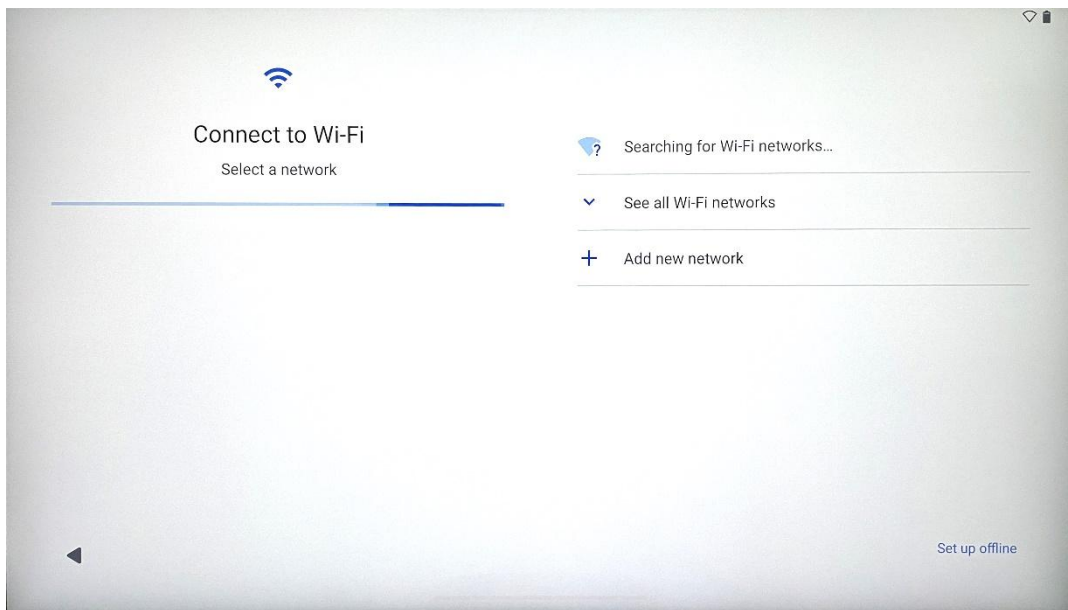 Connect to Wi-Fi
Select a network
Searching for Wi-Fi networks...
See all Wi-Fi networks
Add new network
Set up offline